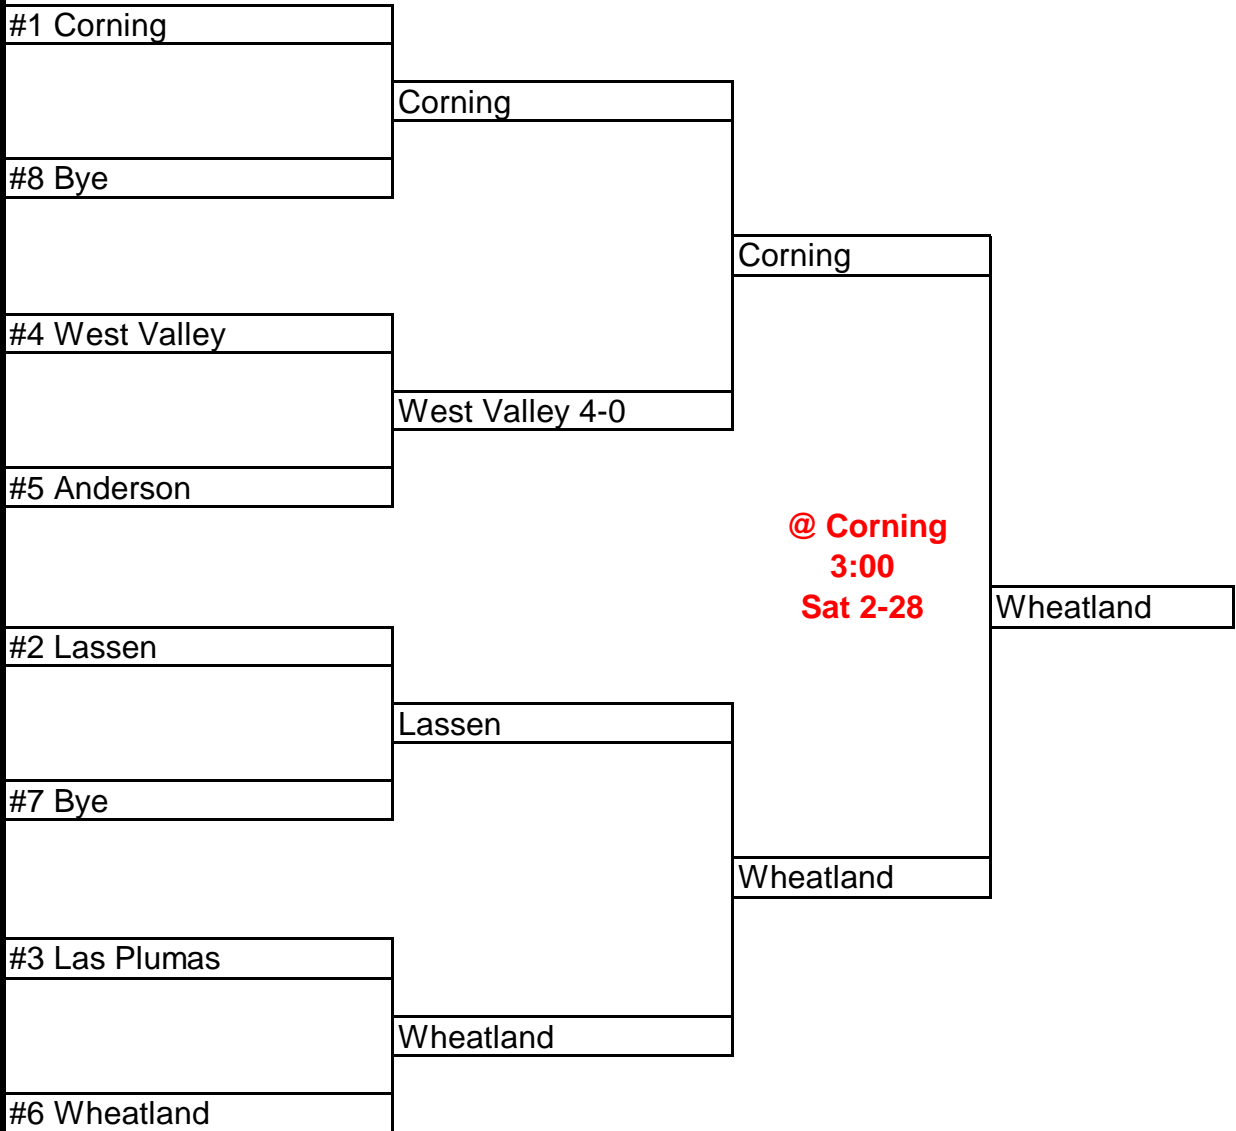 #1 Corning
Corning
#8 Bye
Corning
#4 West Valley
West Valley 4-0
#5 Anderson
@ Corning
3:00
Sat 2-28
Wheatland
#2 Lassen
Lassen
#7 Bye
Wheatland
#3 Las Plumas
Wheatland
#6 Wheatland